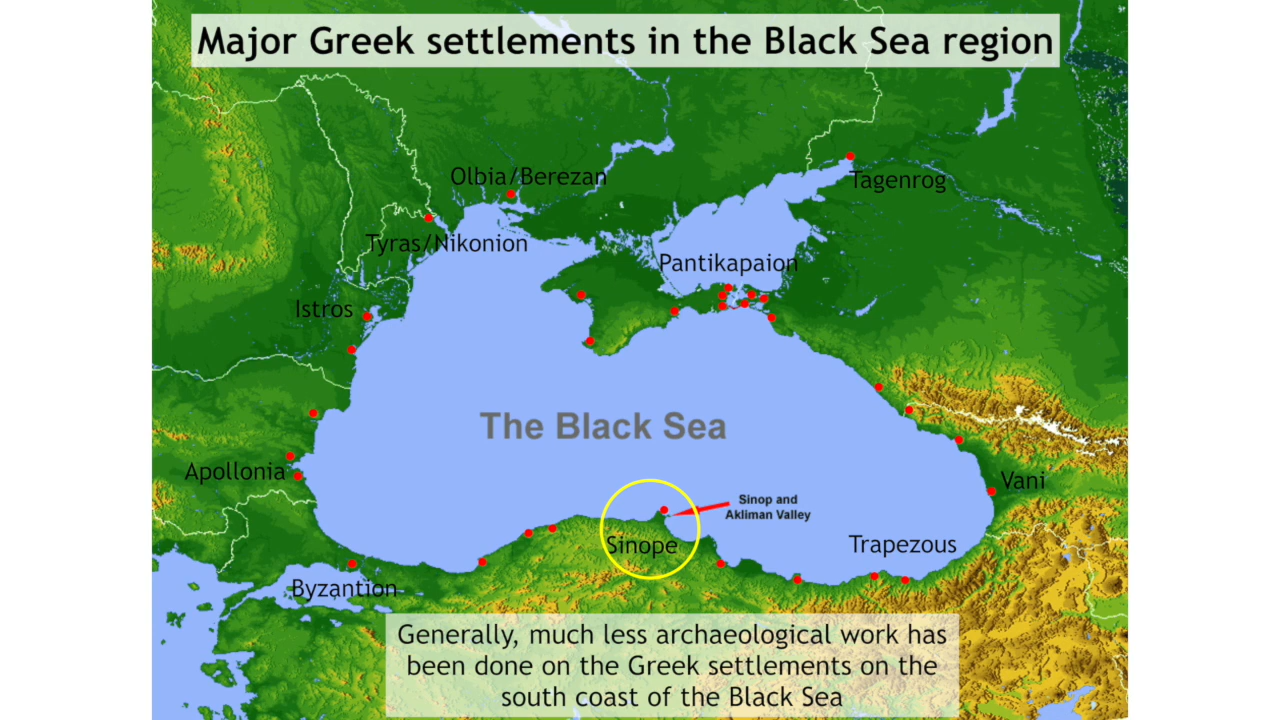 Major Greek settlements in the Black Sea region
Olbia/Berezan
Tagenrog
Tyras/Nikonion
Pantikapaion
Istros
The Black Sea
Apollonia
Vani
Sinop and
Akliman Valley
Sinope
Trapezous
Byzantion
Generally, much less archaeological work has
been done on the Greek settlements on the
south coast of the Black Sea